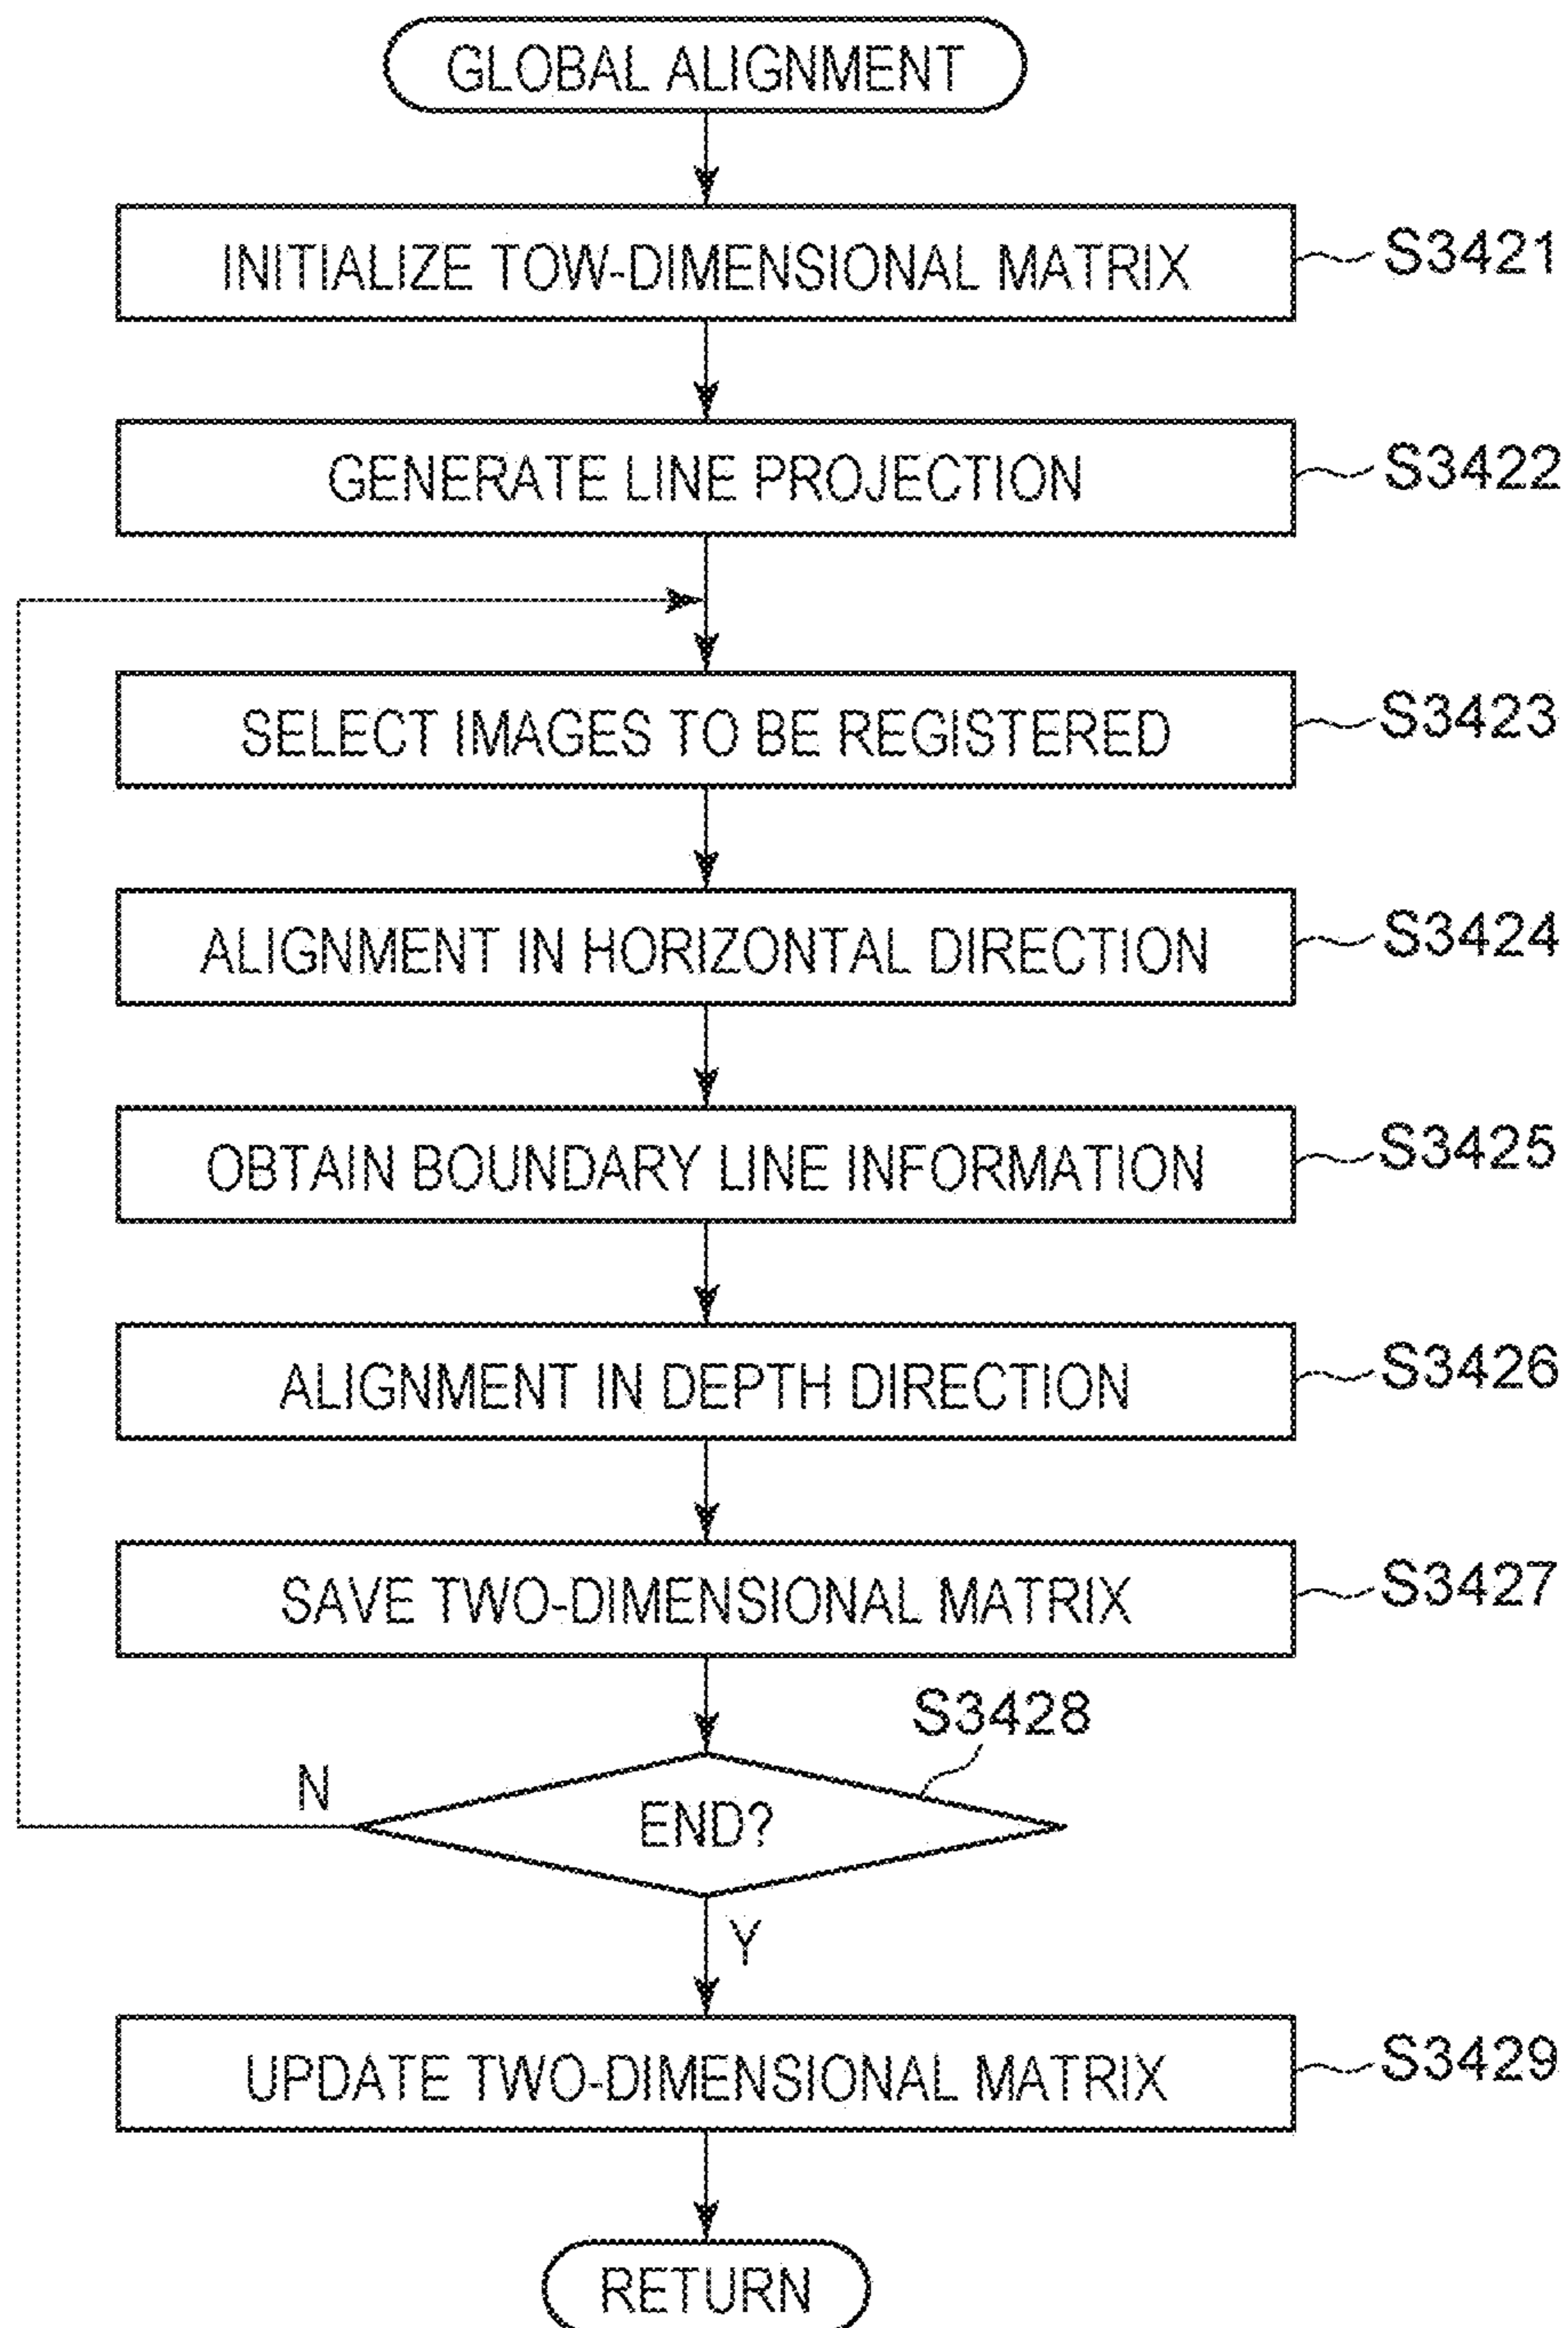 GLOBAL ALIGNMENT
INITIALIZE TOW-DIMENSIONAL MATRIX
S3421
GENERATE LINE PROJECTION
S3422
SELECT IMAGES TO BE REGISTERED
S3423
ALIGNMENT IN HORIZONTAL DIRECTION
S3424
OBTAIN BOUNDARY LINE INFORMATION
S3425
ALIGNMENT IN DEPTH DIRECTION
S3426
SAVE TWO-DIMENSIONAL MATRIX
S3427
S3428
N
END?
Y
UPDATE TWO-DIMENSIONAL MATRIX
S3429
RETURN